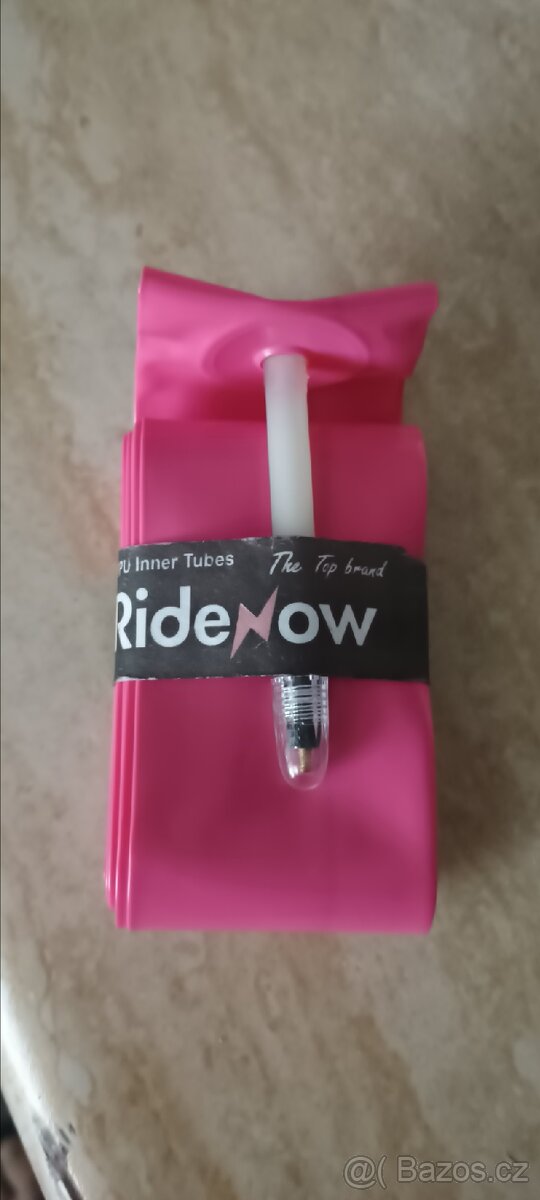 PU Inner Tubes The Top brand
RideNow
@( Bazos.cz